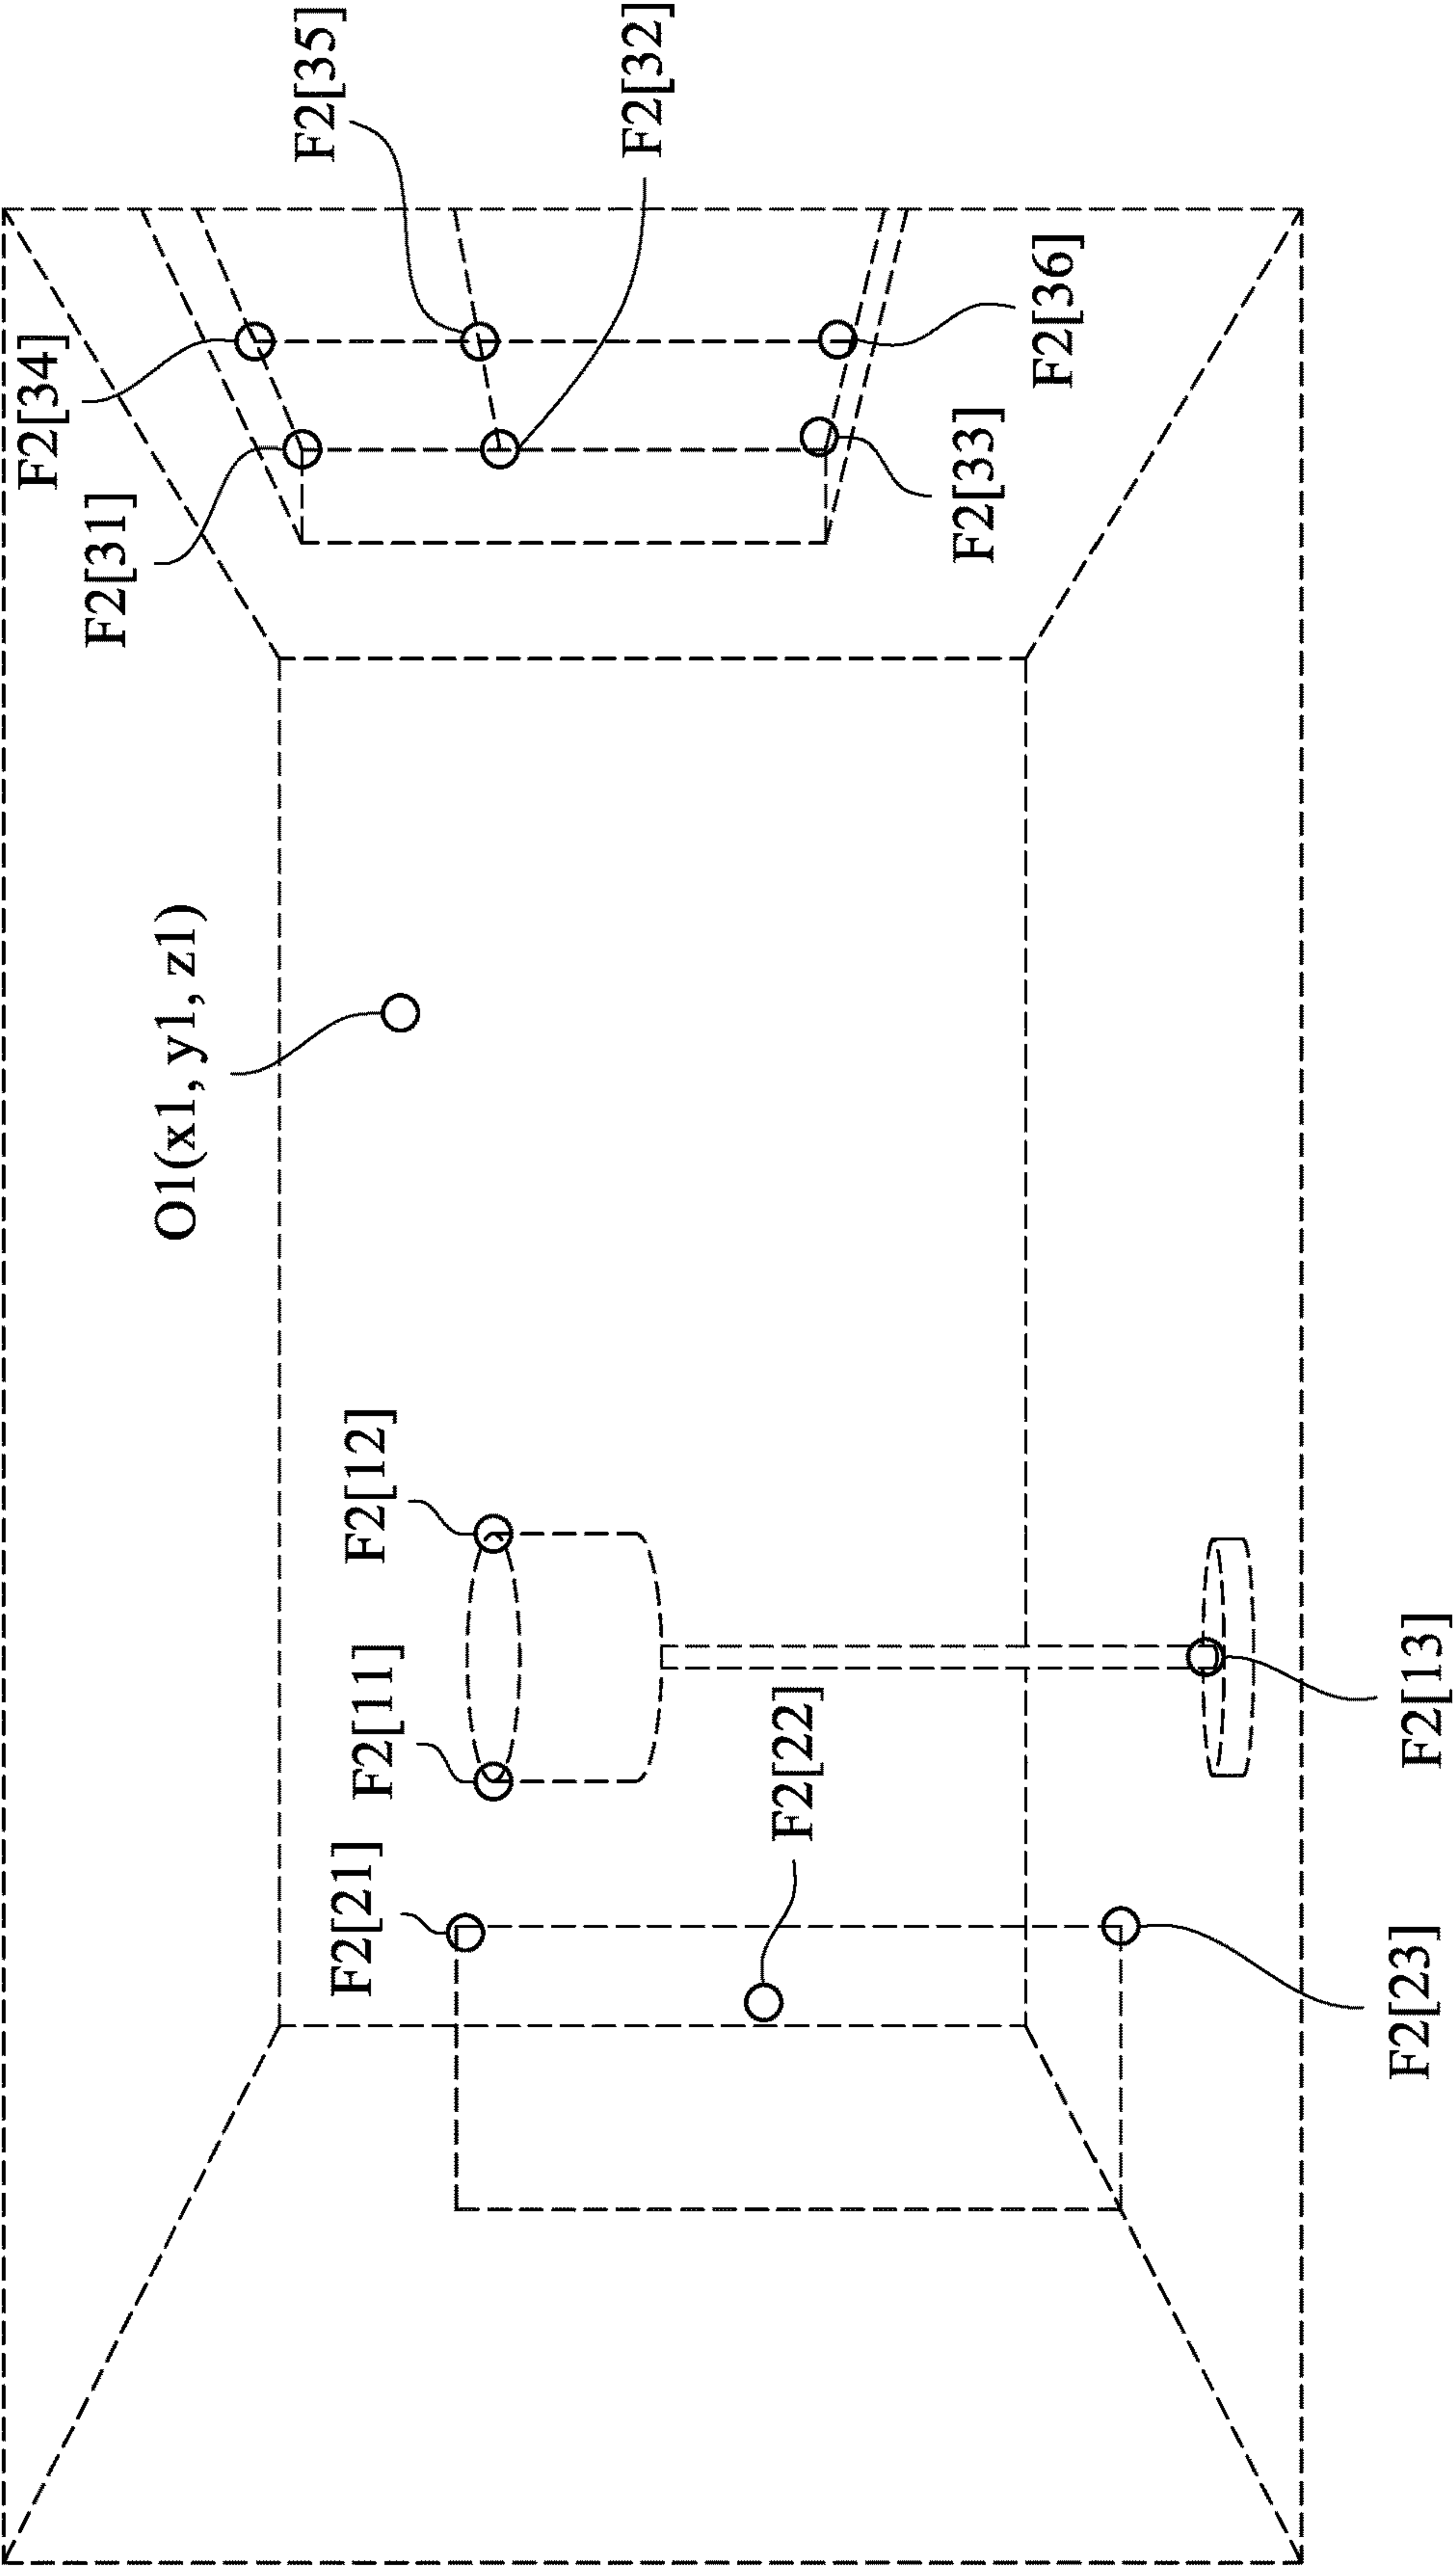 F2[34]
F2[31]
O1(x1, y1, z1)
F2[35]
F2[21]
F2[11]
F2[12]
F2[32]
F2[22]
F2[33]
F2[36]
F2[23]
F2[13]